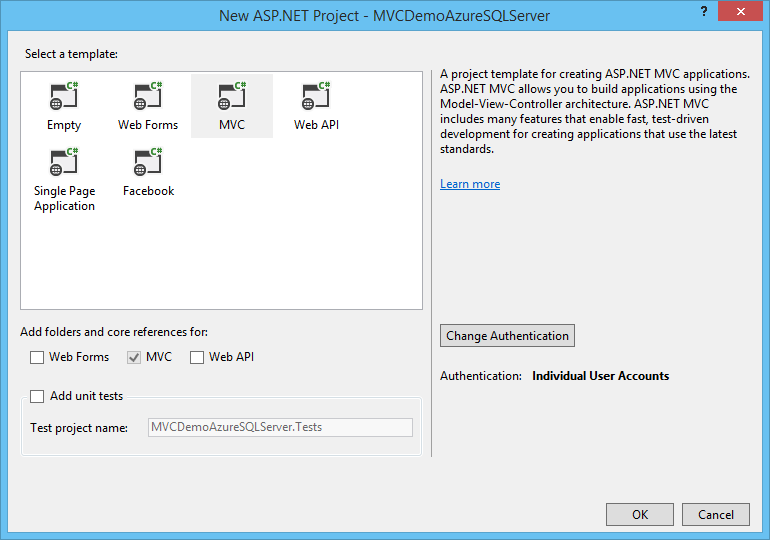 New ASP.NET Project - MVCDemoAzureSQLServer
?
Select a template:
C# C# C# C#
Empty Web Forms MVC Web API
C# C#
Single Page Application Facebook
A project template for creating ASP.NET MVC applications.
ASP.NET MVC allows you to build applications using the
Model-View-Controller architecture. ASP.NET MVC
includes many features that enable fast, test-driven
development for creating applications that use the latest
standards.
Learn more
Add folders and core references for:
Web Forms MVC Web API
Add unit tests
Test project name: MVCDemoAzureSQLServer.Tests
Change Authentication
Authentication: Individual User Accounts
OK Cancel